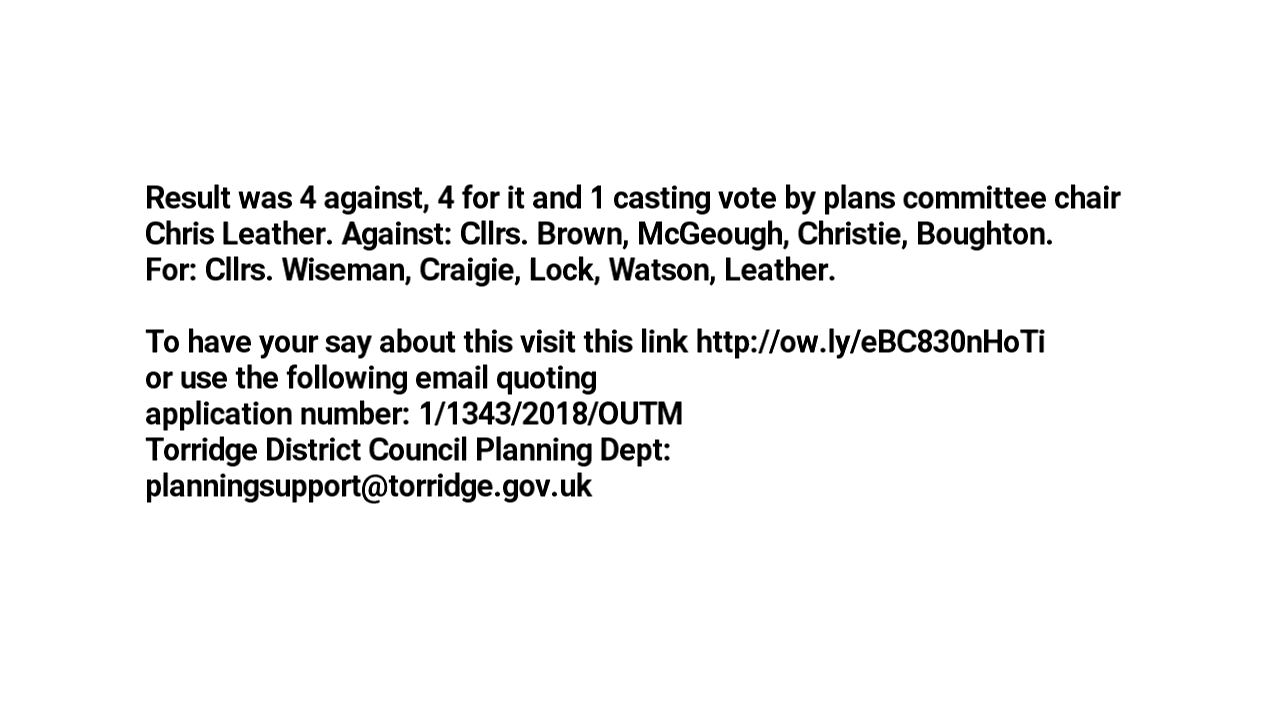 Result was 4 against, 4 for it and 1 casting vote by plans committee chair
Chris Leather. Against: Cllrs. Brown, McGeough, Christie, Boughton.
For: Cllrs. Wiseman, Craigie, Lock, Watson, Leather.
To have your say about this visit this link http://ow.ly/eBC830nHoTi
or use the following email quoting
application number: 1/1343/2018/OUTM
Torridge District Council Planning Dept:
planningsupport@torridge.gov.uk